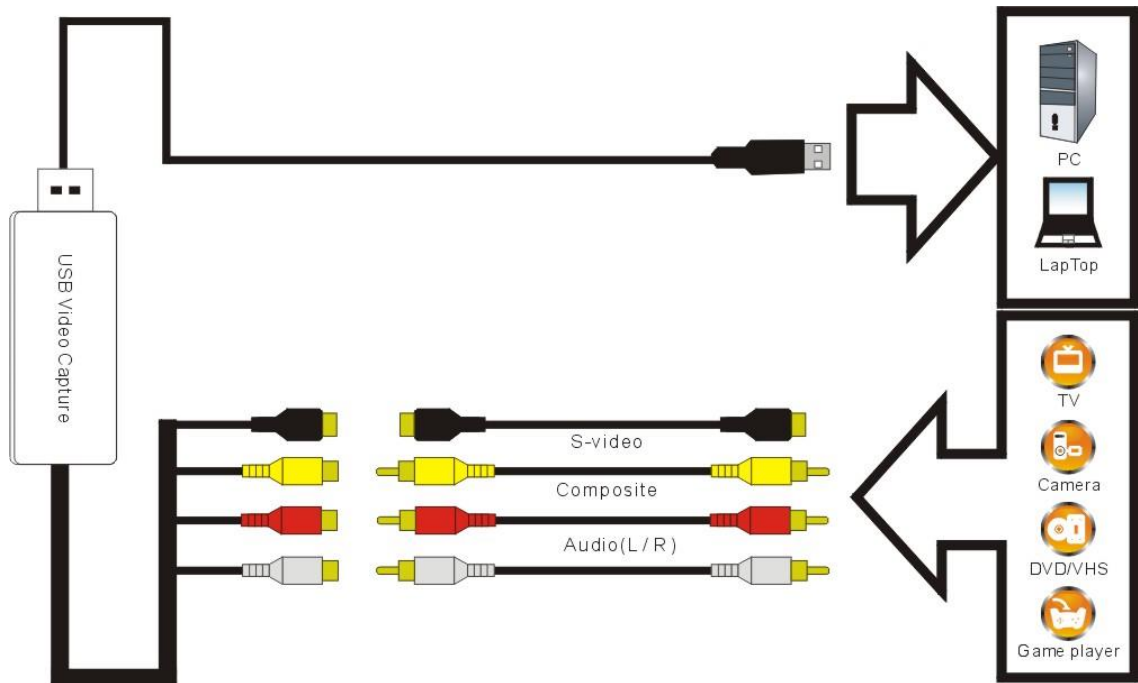 PC
LapTop
USB Video Capture
S-video
Composite
Audio(L/R)
TV
Camera
DVD/VHS
Game player